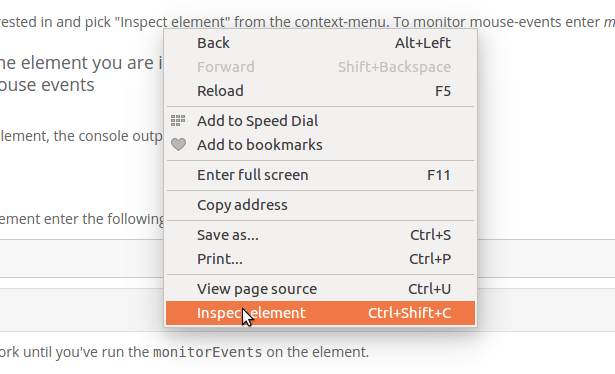 rested in and pick "Inspect element" from the context-menu. To monitor mouse-events enter m
Back Alt+Left
he element you are i
Forward Shift+Backspace
ouse events
Reload F5
Add to Speed Dial
element, the console outp
Add to bookmarks
Enter full screen F11
Copy address
ement enter the following
Save as... Ctrl+S
Print... Ctrl+P
View page source Ctrl+U
Inspect element Ctrl+Shift+C
ork until you've run the monitorEvents on the element.